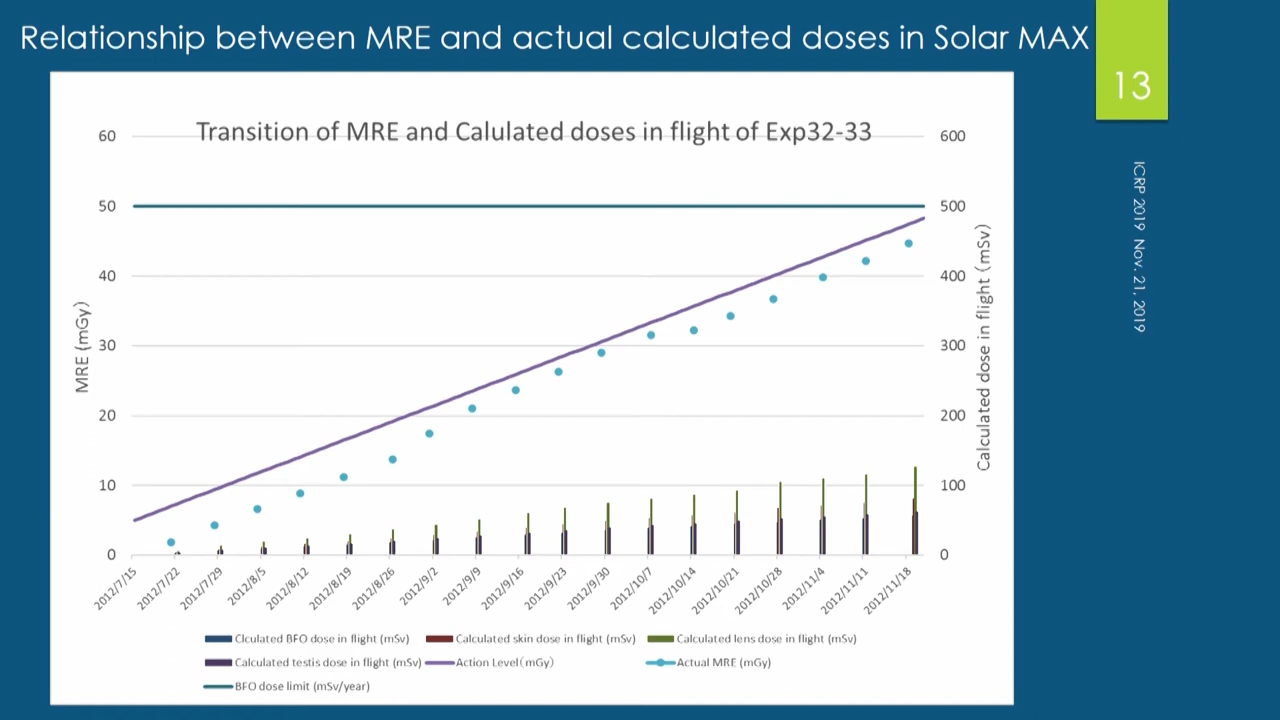 Relationship between MRE and actual calculated doses in Solar MAX
13
ICRP 2019 Nov. 21, 2019
Transition of MRE and Calulated doses in flight of Exp32-33
60
50
40
30
20
10
0
MRE (mGy)
600
500
400
300
200
100
0
Calculated dose in flight (mSv)
2012/7/15
2012/7/22
2012/7/29
2012/8/5
2012/8/12
2012/8/19
2012/8/26
2012/9/2
2012/9/9
2012/9/16
2012/9/23
2012/9/30
2012/10/7
2012/10/14
2012/10/21
2012/10/28
2012/11/4
2012/11/11
2012/11/18
Clculated BFO dose in flight (mSv)
Calculated skin dose in flight (mSv)
Calculated lens dose in flight (mSv)
Calculated testis dose in flight (mSv)
Action Level(mGy)
Actual MRE (mGy)
BFO dose limit (mSv/year)